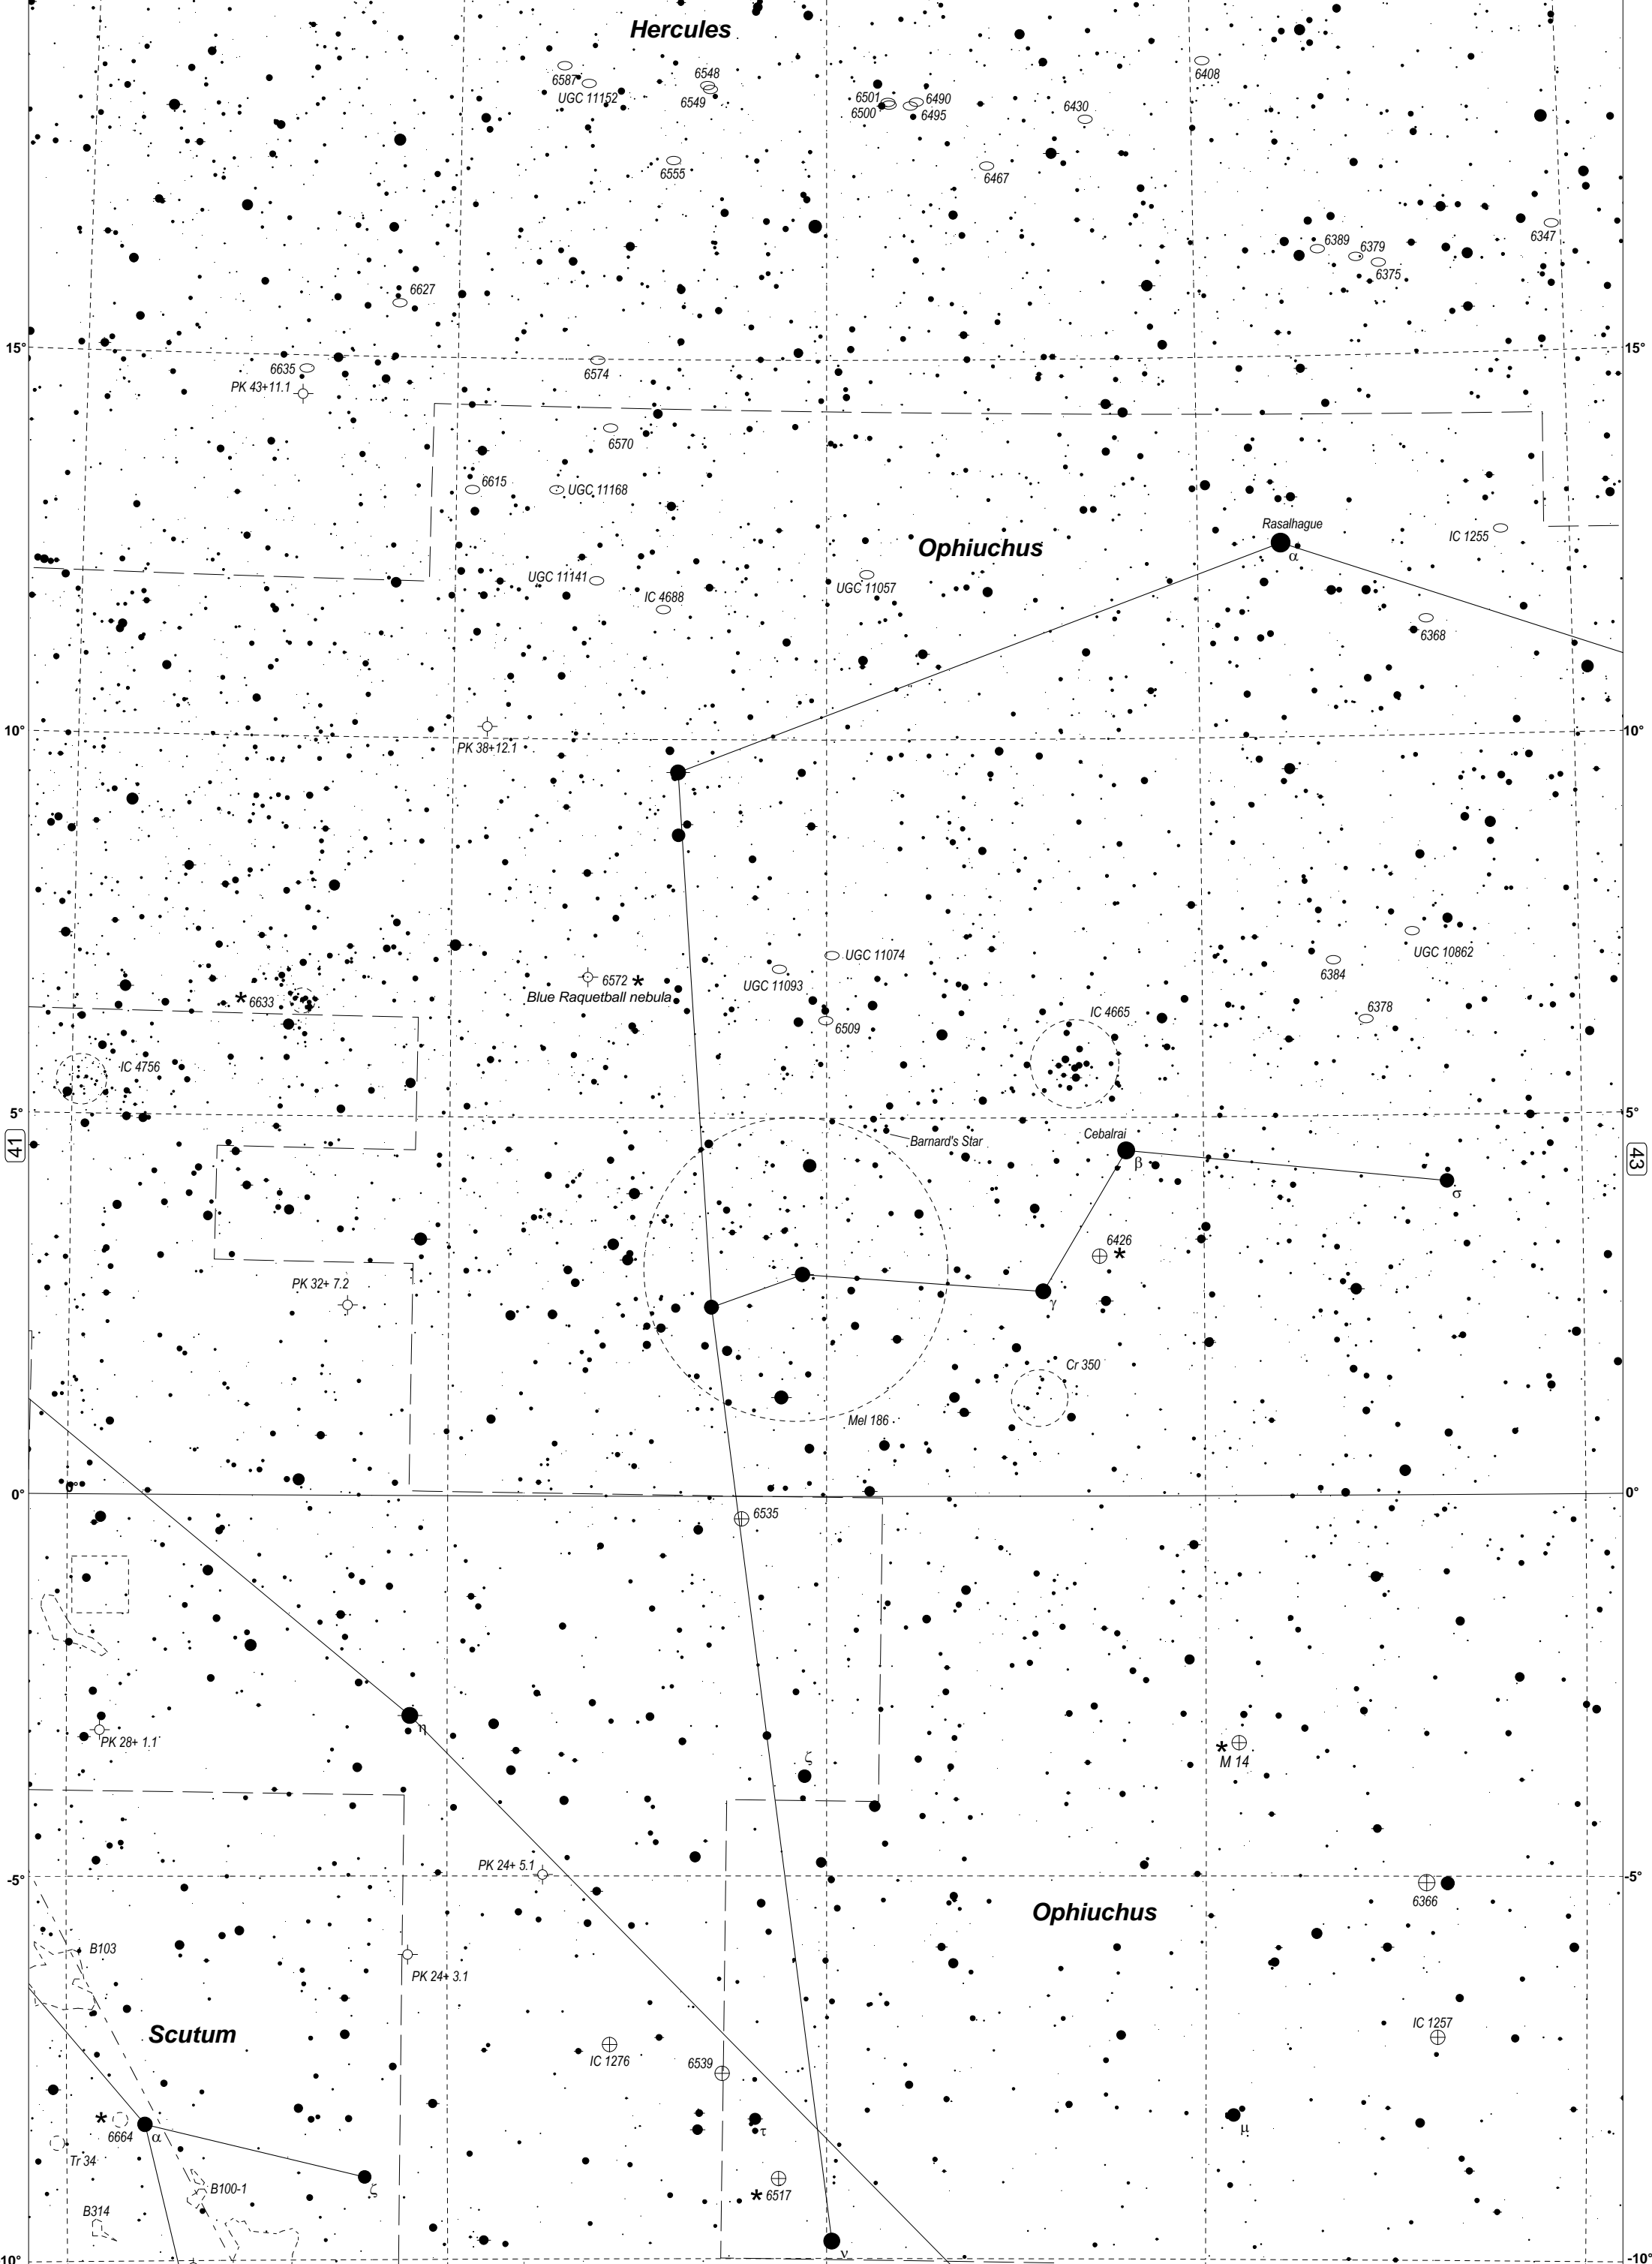 Hercules
6587
UGC 11152
6548
6549
6501
6500
6490
6495
6430
6408
6555
6467
6389
6379
6375
6347
6627
15°
15°
6635
PK 43+11.1
6574
6570
6615
UGC 11168
Rasalhague
α
IC 1255
Ophiuchus
UGC 11141
IC 4688
UGC 11057
6368
10°
10°
PK 38+12.1
UGC 11074
UGC 11093
UGC 10862
6384
* 6633
6572 *
Blue Raquetball nebula
6509
IC 4665
6378
IC 4756
5°
5°
41
43
Barnard's Star
Cebalrai
β
σ
6426
*
PK 32+ 7.2
γ
Cr 350
Mel 186
0°
0°
0°
6535
PK 28+ 1.1
η
ζ
*
M 14
PK 24+ 5.1
-5°
-5°
6366
Ophiuchus
B103
PK 24+ 3.1
Scutum
IC 1276
6539
IC 1257
*
6664
α
τ
μ
Tr 34
ζ
B100-1
* 6517
B314
ν
10°
-10°